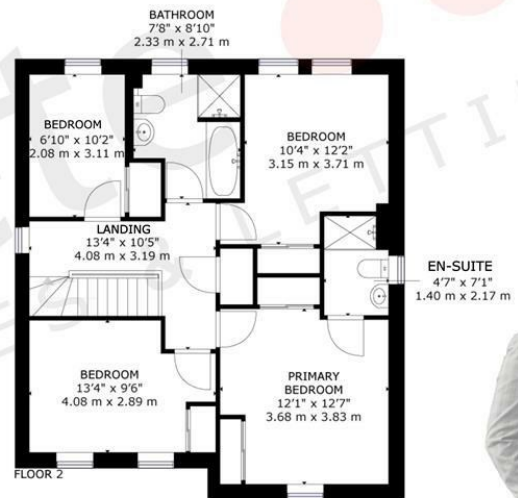 BATHROOM
7'8" x 8'10"
2.33 m x 2.71 m
BEDROOM
6'10" x 10'2"
2.08 m x 3.11 m
BEDROOM
10'4" x 12'2"
3.15 m x 3.71 m
LANDING
13'4" x 10'5"
4.08 m x 3.19 m
EN-SUITE
4'7" x 7'1"
1.40 m x 2.17 m
BEDROOM
13'4" x 9'6"
4.08 m x 2.89 m
PRIMARY
BEDROOM
12'1" x 12'7"
3.68 m x 3.83 m
FLOOR 2
ES & LETTI